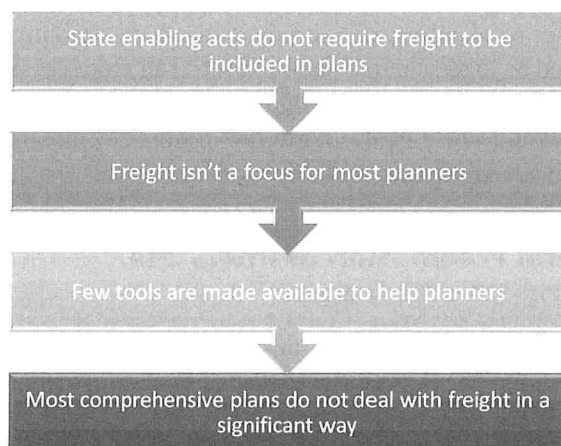 State enabling acts do not require freight to be
included in plans
Freight isn't a focus for most planners
Few tools are made available to help planners
Most comprehensive plans do not deal with freight in a
significant way